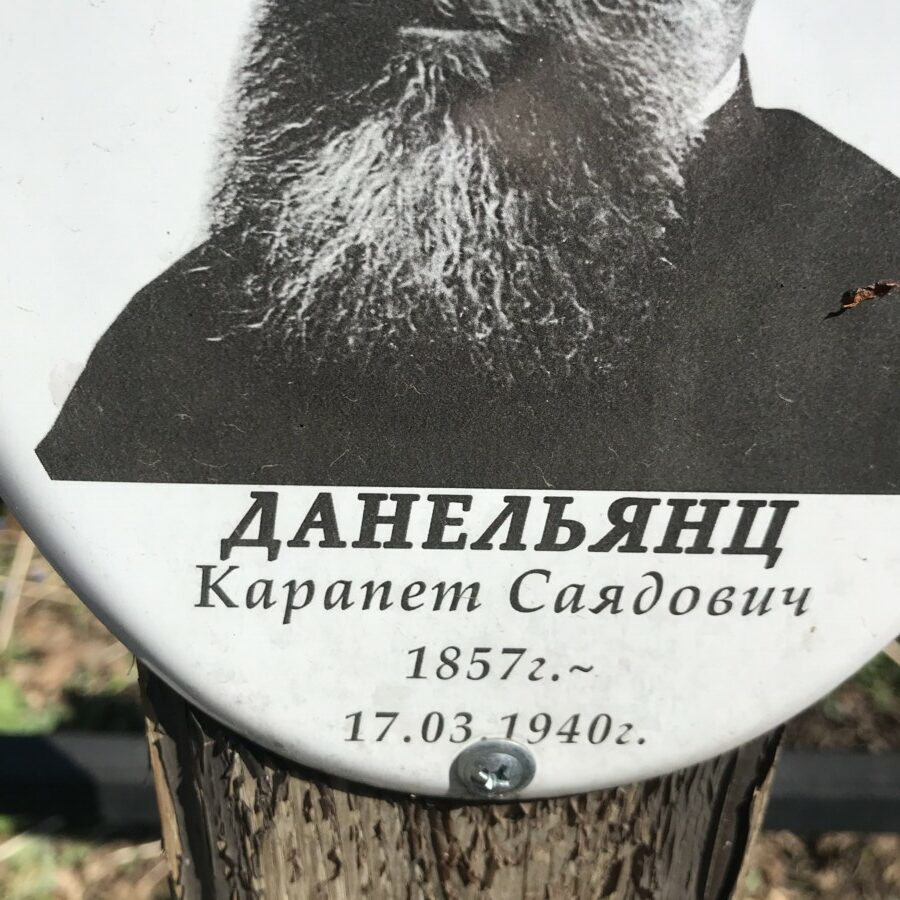 ДАНЕЛЬЯНЦ
Карапет Саядович
1857г.~
17.03.1940г.